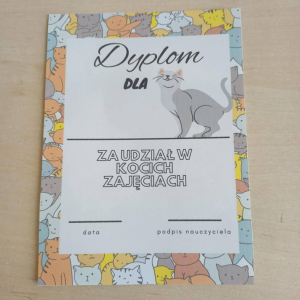 Dyplom
DLA
ZA UDZIAŁ W
KOCICH
ZAJĘCIACH
data
podpis nauczyciela